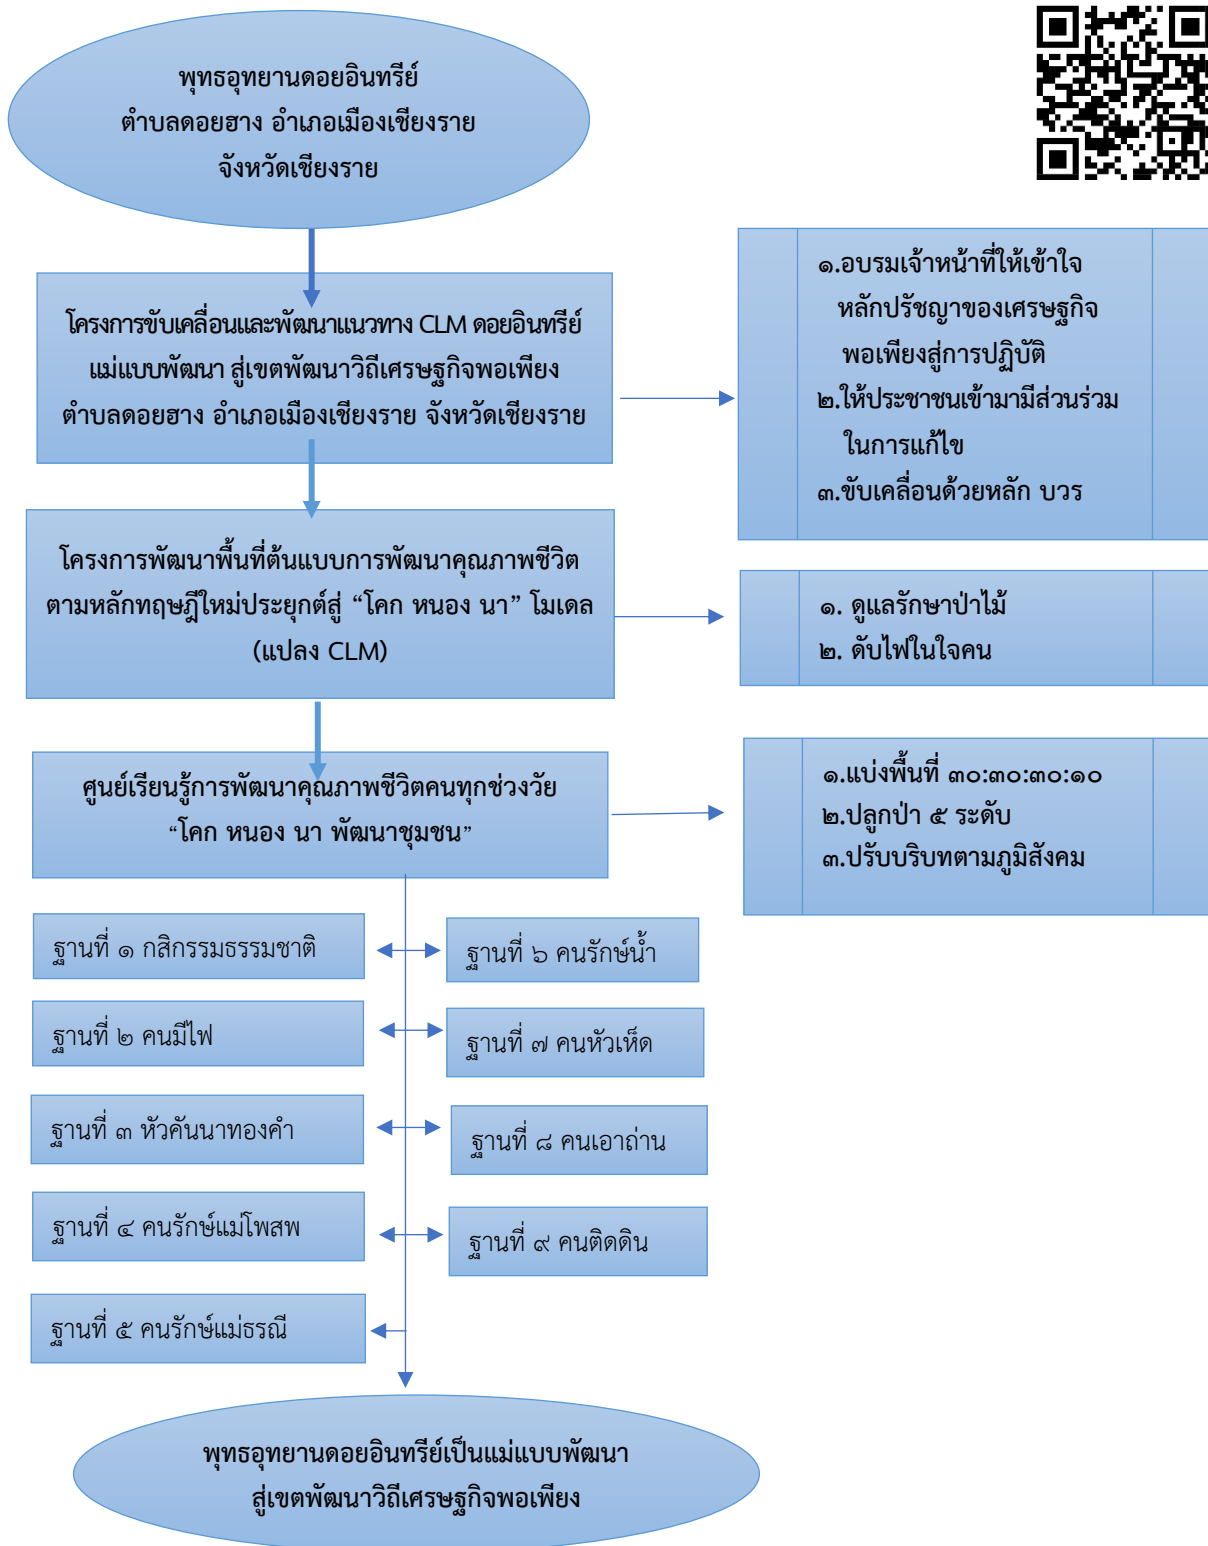 พุทธอุทยานดอยอินทรีย์
ตำบลดอยฮาง อำเภอเมืองเชียงราย
จังหวัดเชียงราย
โครงการขับเคลื่อนและพัฒนาแนวทาง CLM ดอยอินทรีย์
แม่แบบพัฒนา สู่เขตพัฒนาวิถีเศรษฐกิจพอเพียง
ตำบลดอยฮาง อำเภอเมืองเชียงราย จังหวัดเชียงราย
๑.อบรมเจ้าหน้าที่ให้เข้าใจ
หลักปรัชญาของเศรษฐกิจ
พอเพียงสู่การปฏิบัติ
๒.ให้ประชาชนเข้ามามีส่วนร่วม
ในการแก้ไข
๓.ขับเคลื่อนด้วยหลัก บวร
โครงการพัฒนาพื้นที่ต้นแบบการพัฒนาคุณภาพชีวิต
ตามหลักทฤษฎีใหม่ประยุกต์สู่ “โคก หนอง นา” โมเดล
(แปลง CLM)
๑. ดูแลรักษาป่าไม้
๒. ดับไฟในใจคน
ศูนย์เรียนรู้การพัฒนาคุณภาพชีวิตคนทุกช่วงวัย
“โคก หนอง นา พัฒนาชุมชน”
๑.แบ่งพื้นที่ ๓๐:๓๐:๓๐:๑๐
๒.ปลูกป่า ๕ ระดับ
๓.ปรับบริบทตามภูมิสังคม
ฐานที่ ๑ กสิกรรมธรรมชาติ
ฐานที่ ๖ คนรักษ์น้ำ
ฐานที่ ๒ คนมีไฟ
ฐานที่ ๗ คนหัวเห็ด
ฐานที่ ๓ หัวคันนาทองคำ
ฐานที่ ๘ คนเอาถ่าน
ฐานที่ ๔ คนรักษ์แม่โพสพ
ฐานที่ ๙ คนติดดิน
ฐานที่ ๕ คนรักษ์แม่ธรณี
พุทธอุทยานดอยอินทรีย์เป็นแม่แบบพัฒนา
สู่เขตพัฒนาวิถีเศรษฐกิจพอเพียง